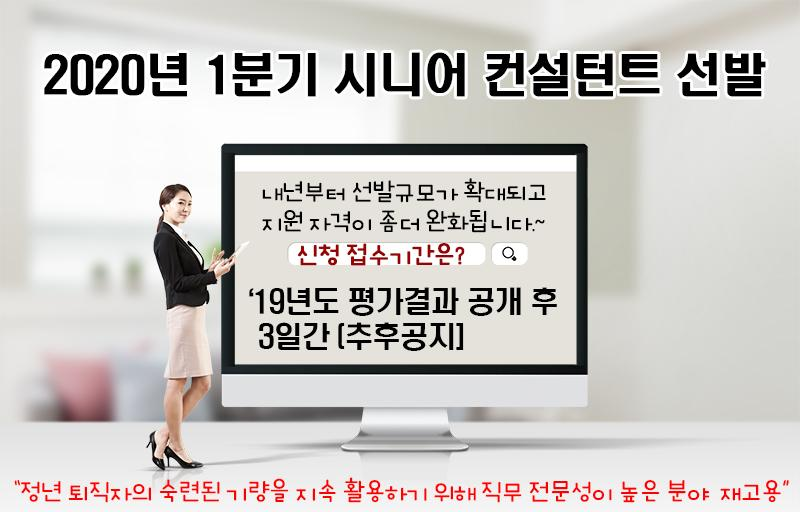 2020년 1분기 시니어 컨설턴트 선발
내년부터 선발규모가 확대되고
지원 자격이 좀더 완화됩니다.~
신청 접수기간은?
‘19년도 평가결과 공개 후
3일간 [추후공지]
"정년 퇴직자의 숙련된 기량을 지속 활용하기 위해 직무 전문성이 높은 분야 재고용"